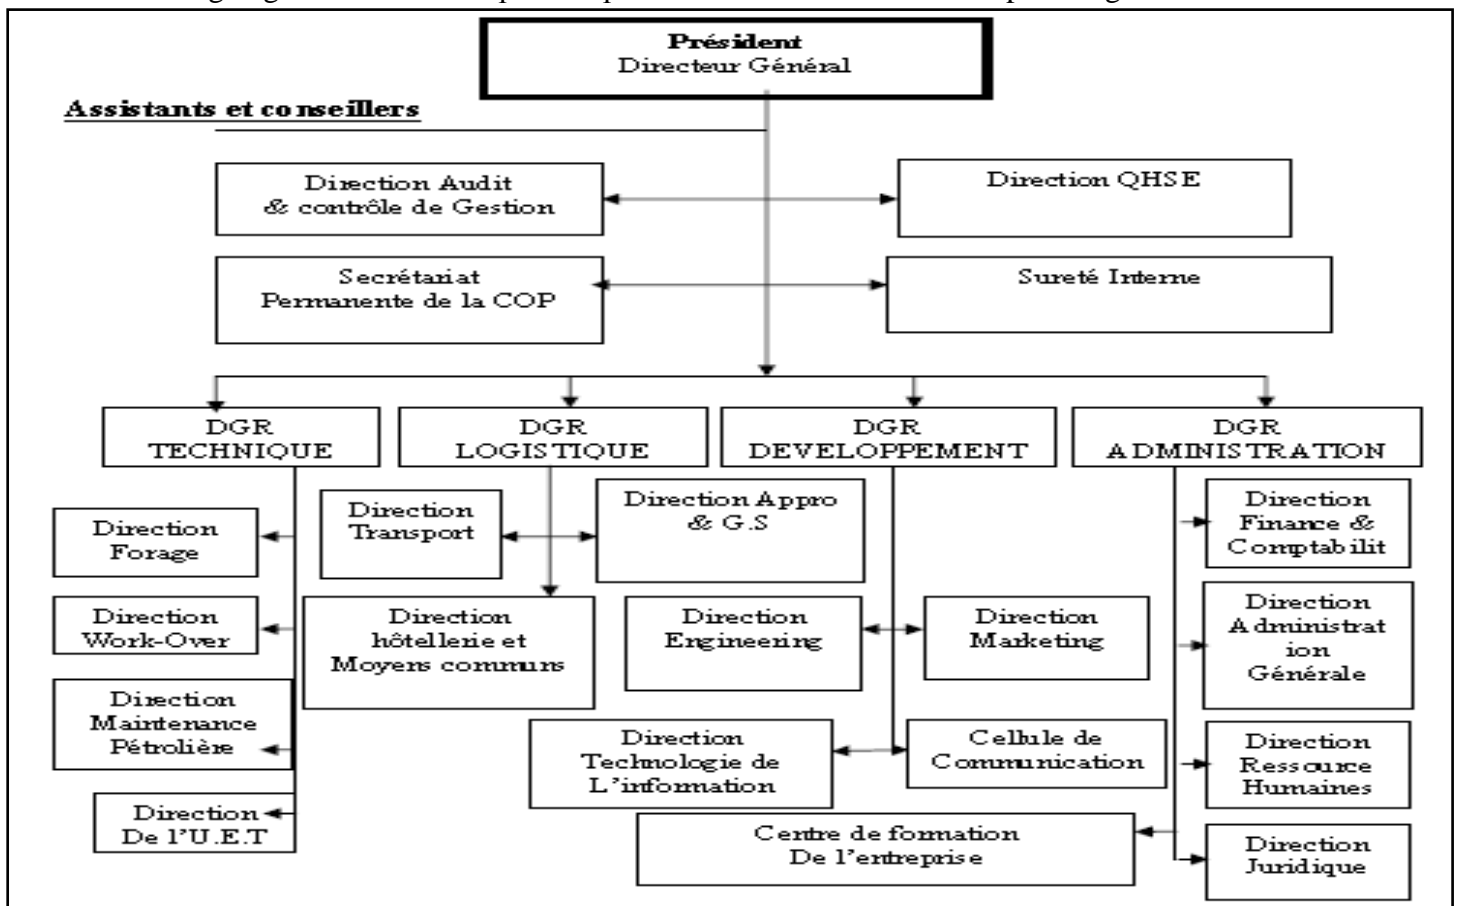 Président
Directeur Général
Assistants et conseillers
Direction Audit
& contrôle de Gestion
Direction QHSE
Secrétariat
Permanente de la COP
Sureté Interne
DGR
TECHNIQUE
DGR
LOGISTIQUE
DGR
DEVELOPPEMENT
DGR
ADMINISTRATION
Direction
Forage
Direction
Work-Over
Direction
Maintenance
Pétrolière
Direction
De l'U.E.T
Direction
Transport
Direction Appro
& G.S
Direction
hôtellerie et
Moyens communs
Direction
Engineering
Direction
Marketing
Direction
Technologie de
L'information
Cellule de
Communication
Centre de formation
De l'entreprise
Direction
Finance &
Comptabilit
Direction
Administrat
ion
Générale
Direction
Ressource
Humaines
Direction
Juridique